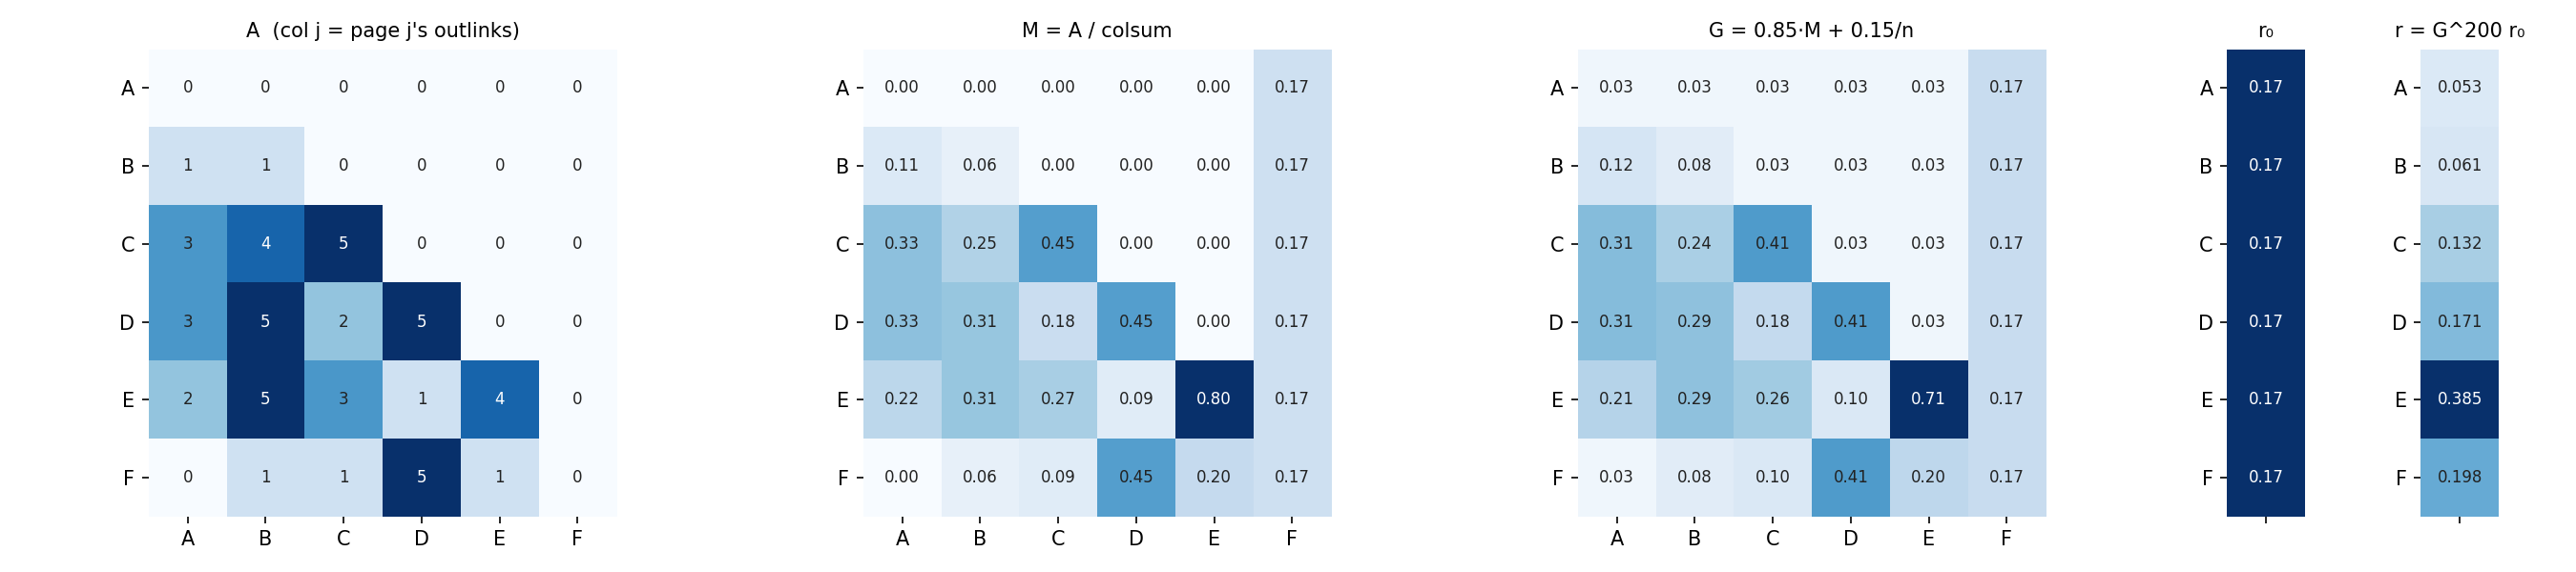 A  (col j = page j's outlinks)
M = A / colsum
G = 0.85·M + 0.15/n
r₀
r = G^200 r₀
A 0 0 0 0 0 0
B 1 1 0 0 0 0
C 3 4 5 0 0 0
D 3 5 2 5 0 0
E 2 5 3 1 4 0
F 0 1 1 5 1 0
A B C D E F
A 0.00 0.00 0.00 0.00 0.00 0.17
B 0.11 0.06 0.00 0.00 0.00 0.17
C 0.33 0.25 0.45 0.00 0.00 0.17
D 0.33 0.31 0.18 0.45 0.00 0.17
E 0.22 0.31 0.27 0.09 0.80 0.17
F 0.00 0.06 0.09 0.45 0.20 0.17
A B C D E F
A 0.03 0.03 0.03 0.03 0.03 0.17
B 0.12 0.08 0.03 0.03 0.03 0.17
C 0.31 0.24 0.41 0.03 0.03 0.17
D 0.31 0.29 0.18 0.41 0.03 0.17
E 0.21 0.29 0.26 0.10 0.71 0.17
F 0.03 0.08 0.10 0.41 0.20 0.17
A B C D E F
A 0.17
B 0.17
C 0.17
D 0.17
E 0.17
F 0.17
A 0.053
B 0.061
C 0.132
D 0.171
E 0.385
F 0.198